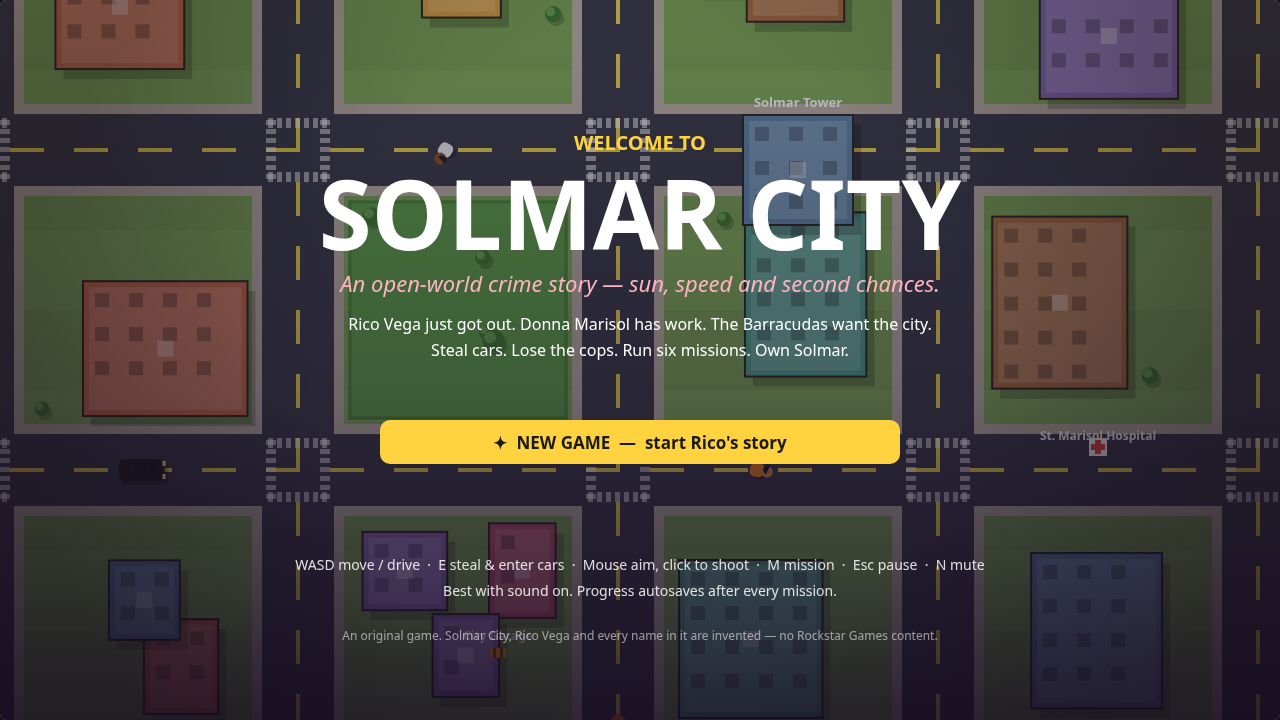 Solmar Tower
WELCOME TO
SOLMAR CITY
An open-world crime story — sun, speed and second chances.
Rico Vega just got out. Donna Marisol has work. The Barracudas want the city.
Steal cars. Lose the cops. Run six missions. Own Solmar.
✦ NEW GAME — start Rico's story
St. Marisol Hospital
WASD move / drive · E steal & enter cars · Mouse aim, click to shoot · M mission · Esc pause · N mute
Best with sound on. Progress autosaves after every mission.
An original game. Solmar City, Rico Vega and every name in it are invented — no Rockstar Games content.